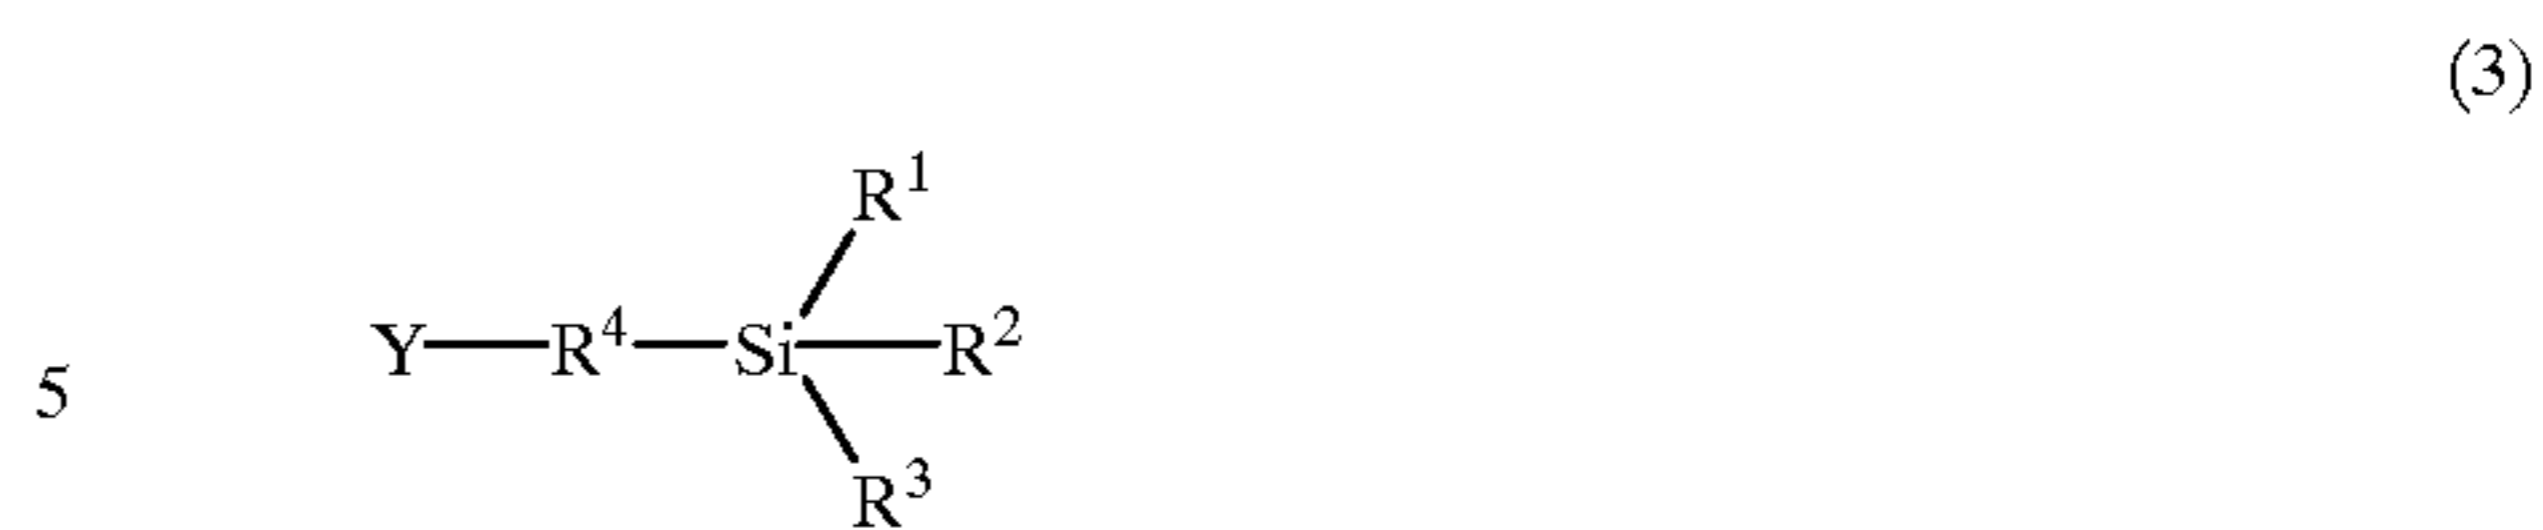 (3)
R¹
Y—R⁴—Si—R²
5
R³